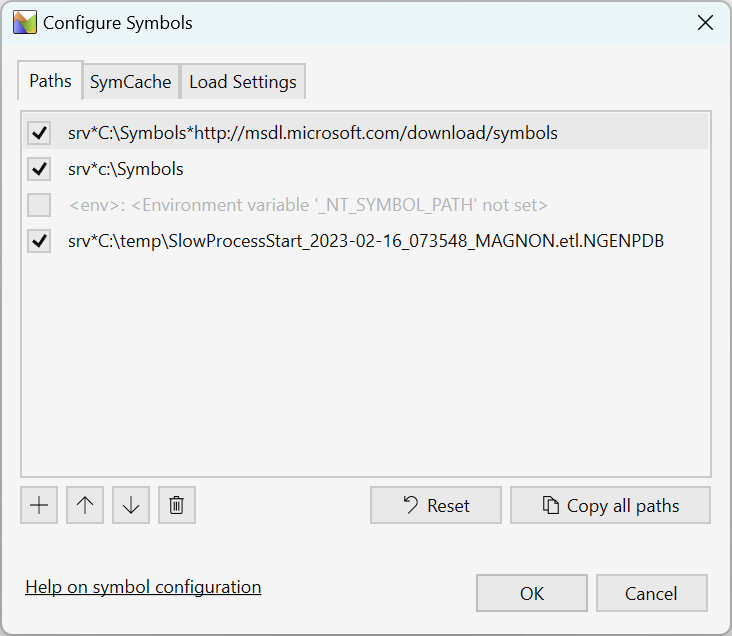 Configure Symbols
Paths
SymCache
Load Settings
srv*C:\Symbols*http://msdl.microsoft.com/download/symbols
srv*c:\Symbols
<env>: <Environment variable '_NT_SYMBOL_PATH' not set>
srv*C:\temp\SlowProcessStart_2023-02-16_073548_MAGNON.etl.NGENPDB
Reset
Copy all paths
Help on symbol configuration
OK
Cancel